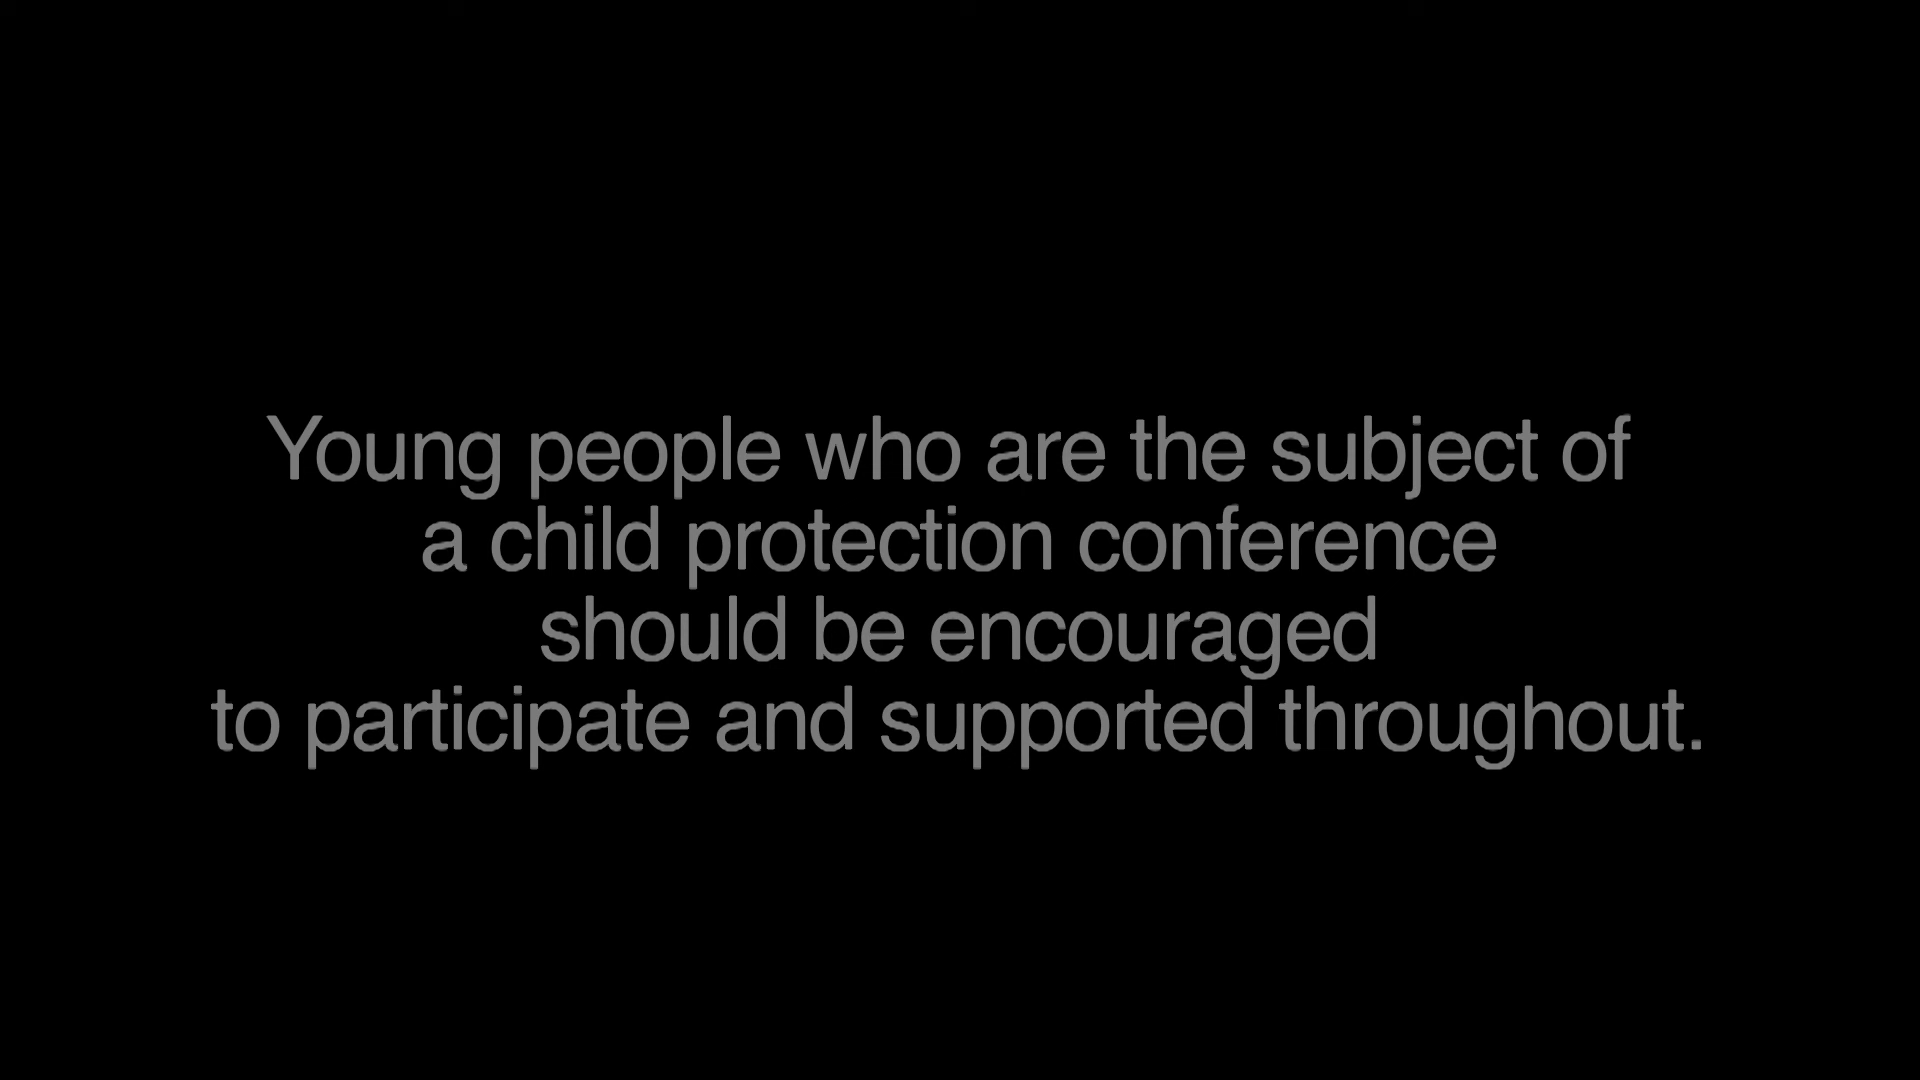 Young people who are the subject of
a child protection conference
should be encouraged
to participate and supported throughout.